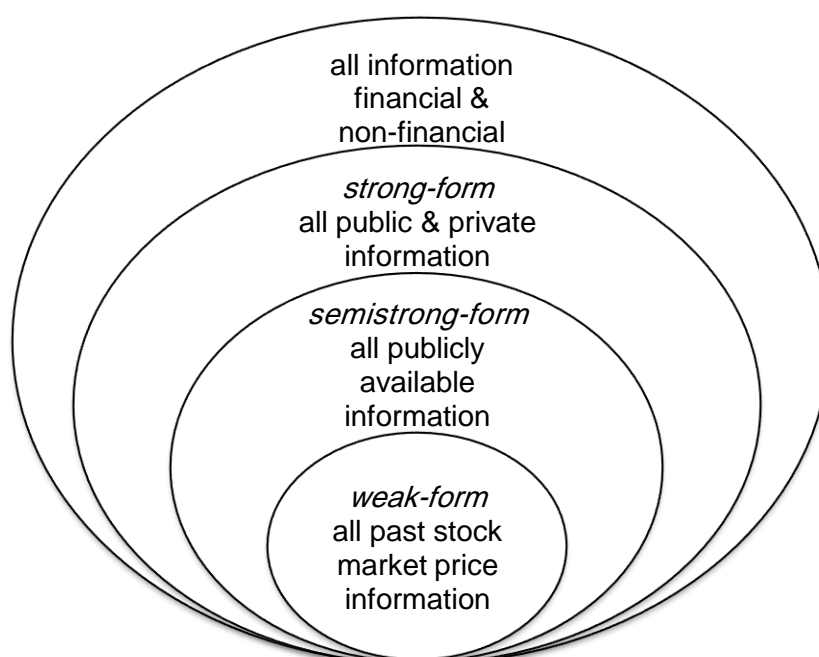 all information
financial &
non-financial
strong-form
all public & private
information
semistrong-form
all publicly
available
information
weak-form
all past stock
market price
information